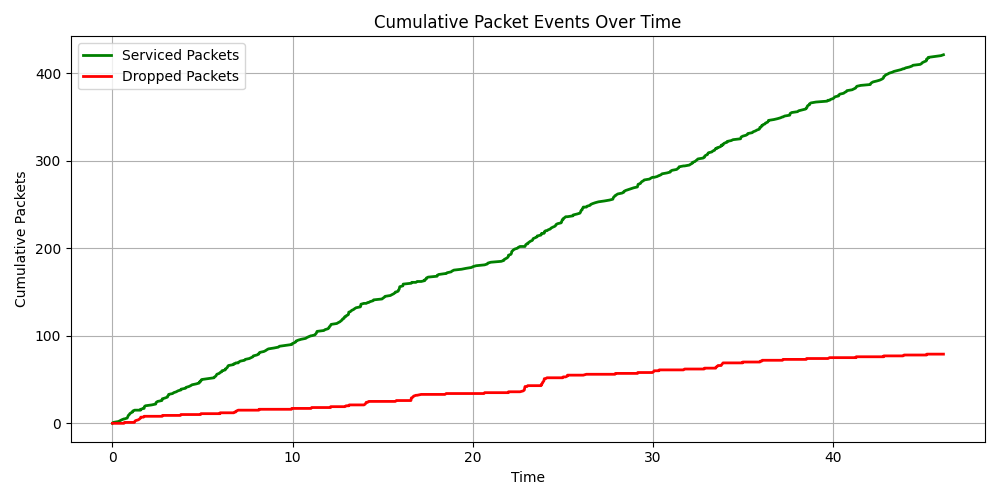 Cumulative Packet Events Over Time
Serviced Packets
Dropped Packets
Cumulative Packets
400
300
200
100
0
0 10 20 30 40
Time